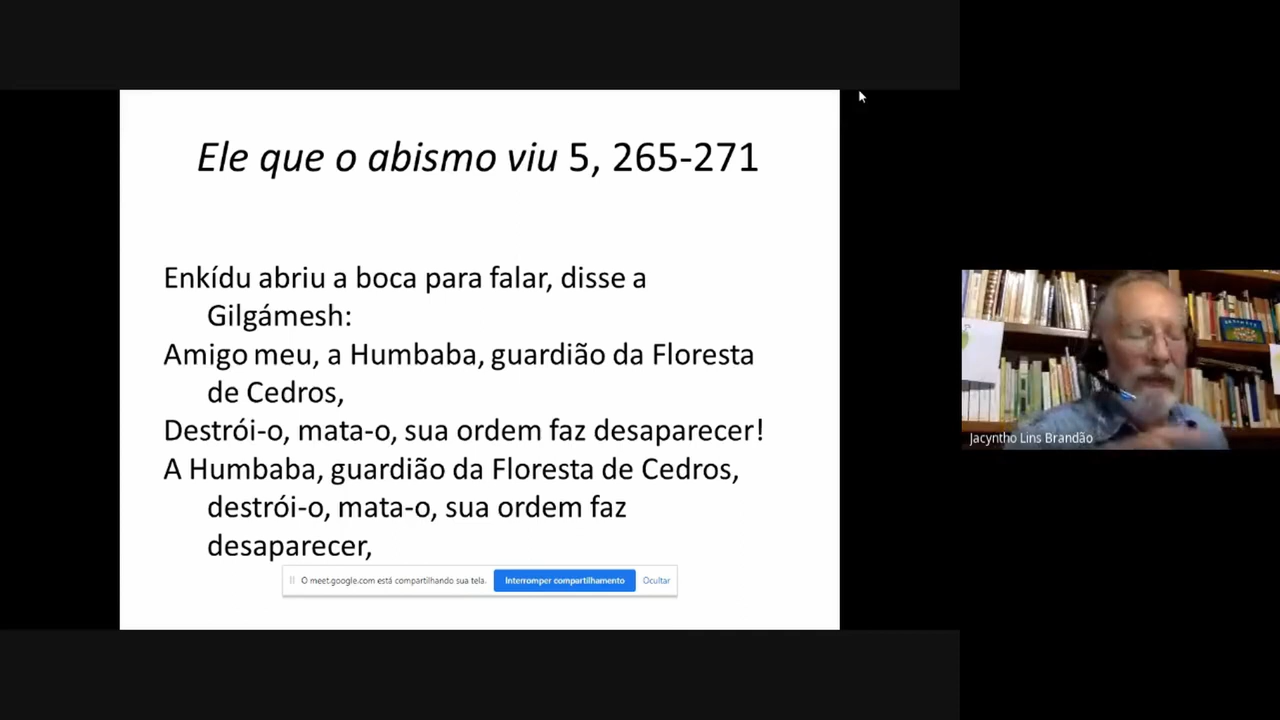 Ele que o abismo viu 5, 265-271
Enkídu abriu a boca para falar, disse a
Gilgámesh:
Amigo meu, a Humbaba, guardião da Floresta
de Cedros,
Destrói-o, mata-o, sua ordem faz desaparecer!
A Humbaba, guardião da Floresta de Cedros,
destrói-o, mata-o, sua ordem faz
desaparecer,
O meet.google.com está compartilhando sua tela.
Interromper compartilhamento
Ocultar
Jacyntho Lins Brandão